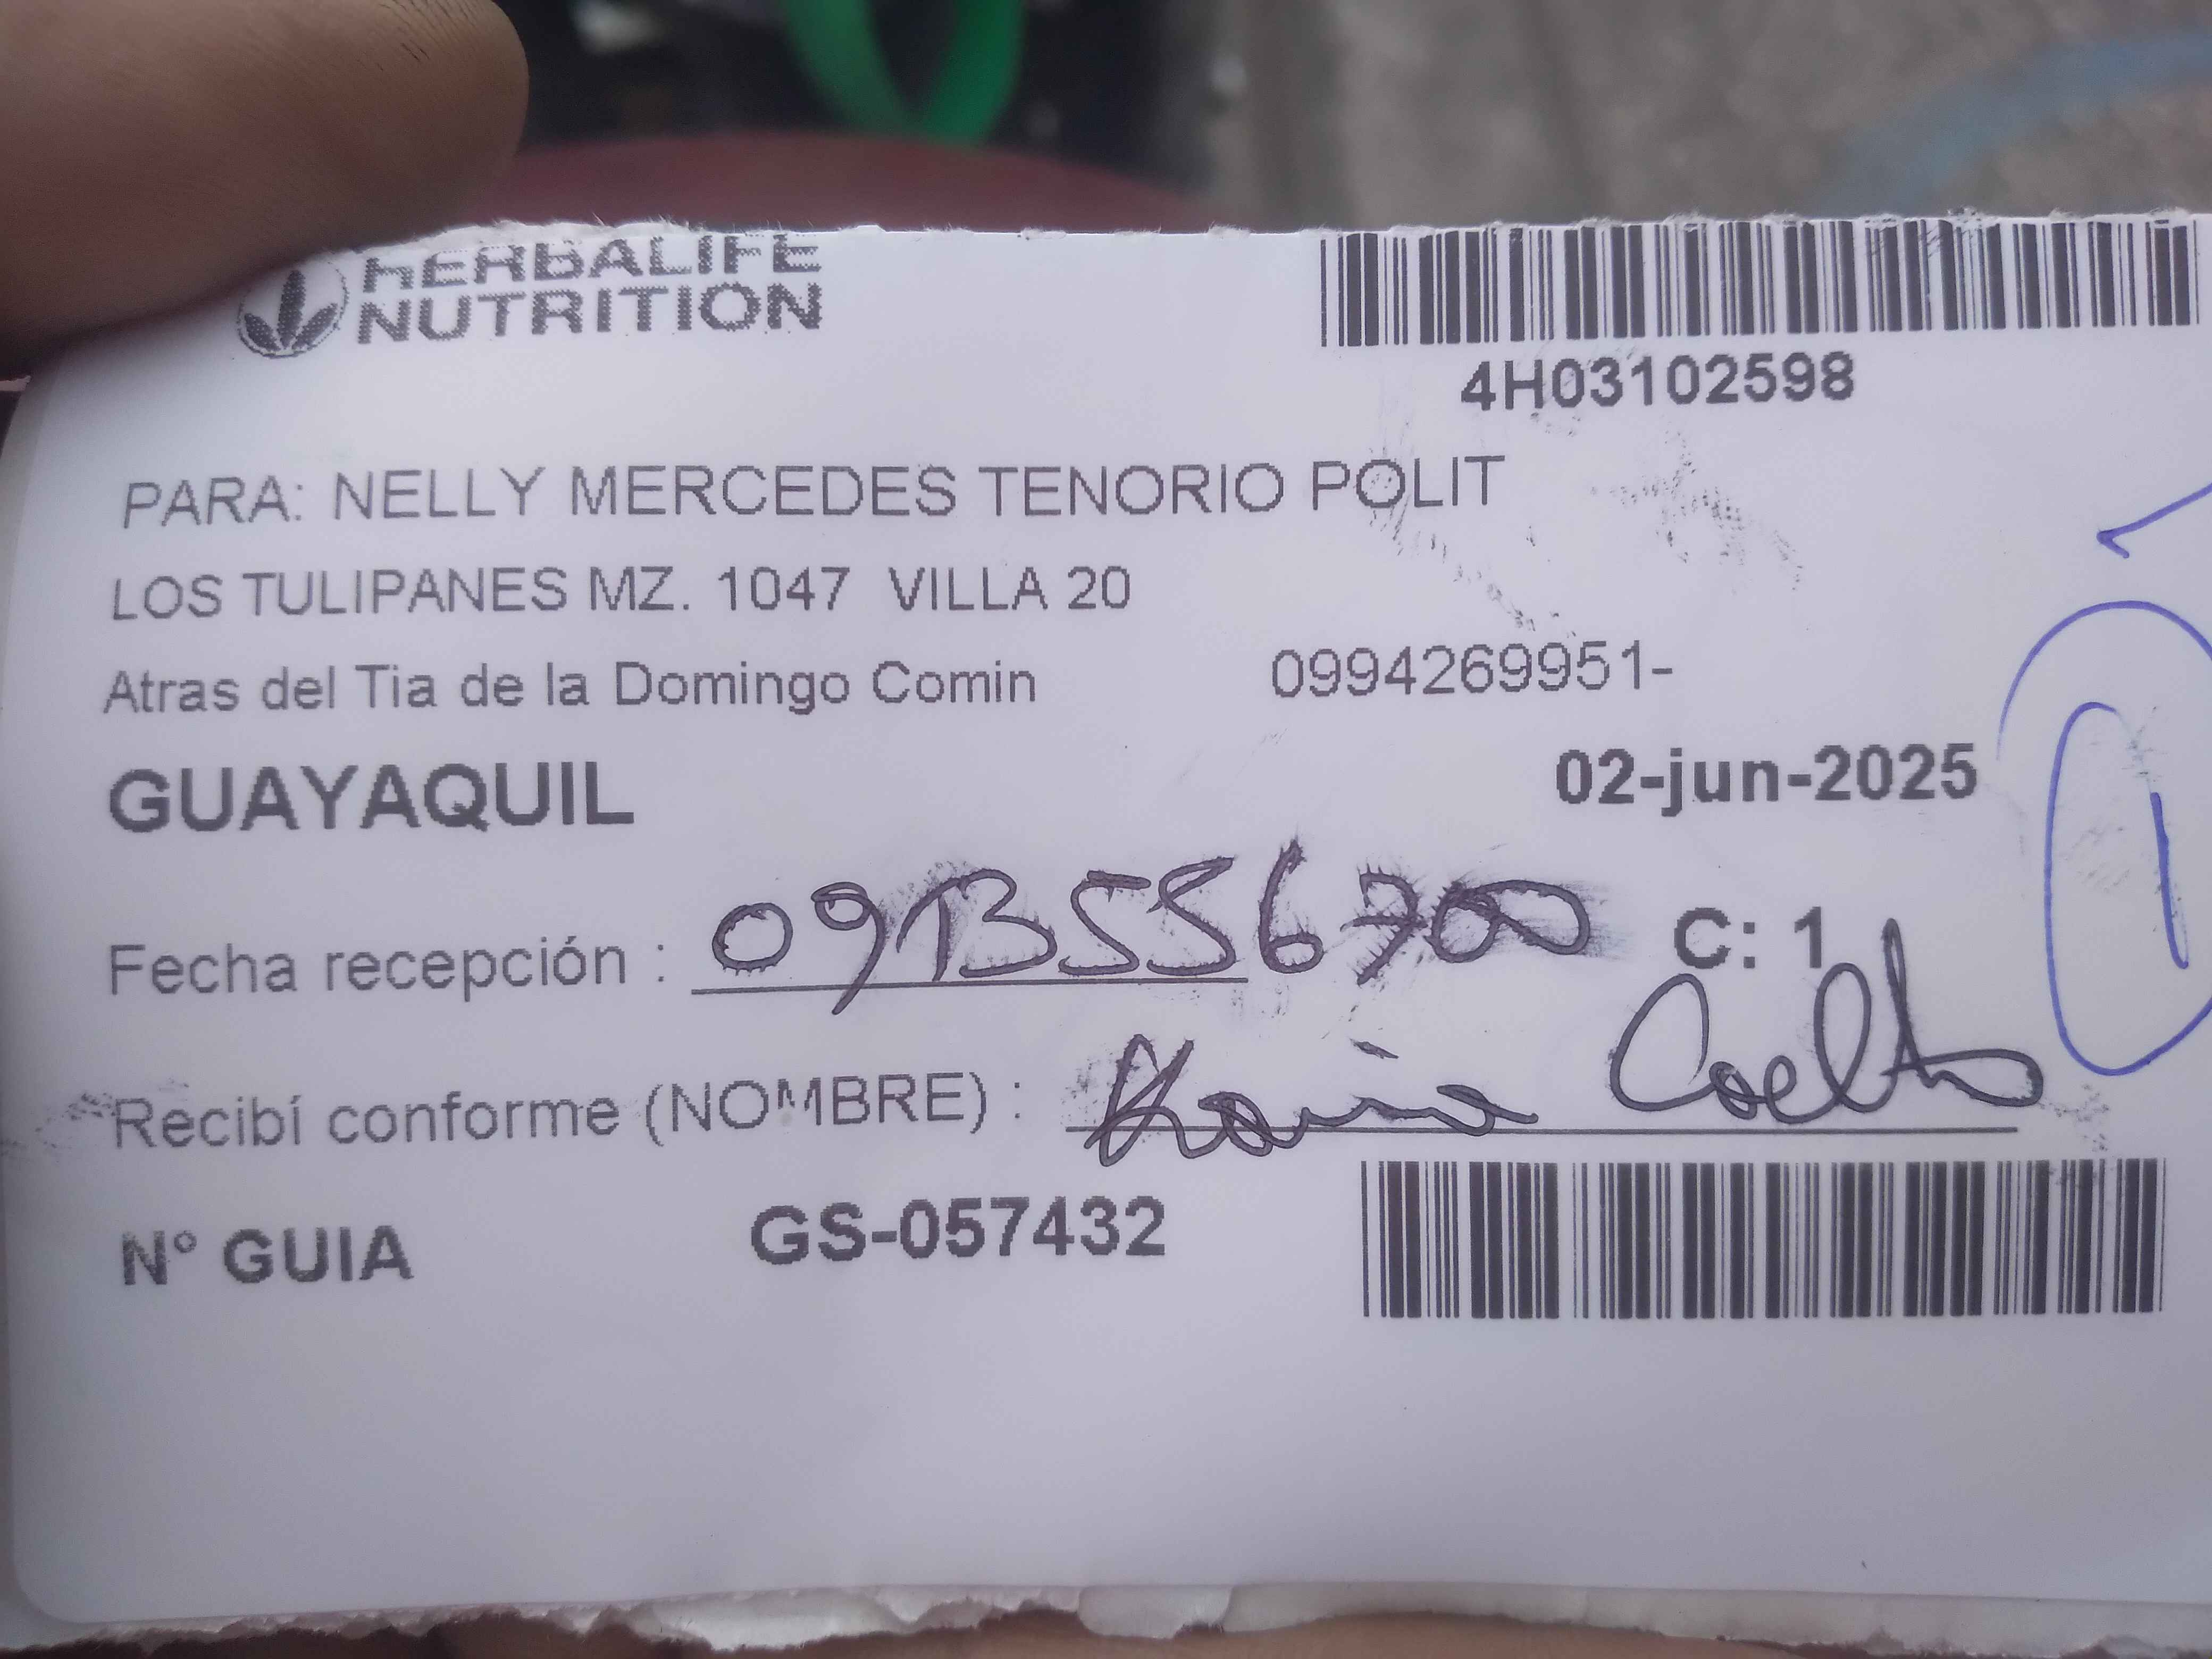 HERBALIFE
NUTRITION
4H03102598
PARA: NELLY MERCEDES TENORIO POLIT
LOS TULIPANES MZ. 1047 VILLA 20
Atras del Tia de la Domingo Comin 0994269951-
GUAYAQUIL 02-jun-2025
Fecha recepción : 0913556700 C: 1
Recibí conforme (NOMBRE) :
N° GUIA GS-057432